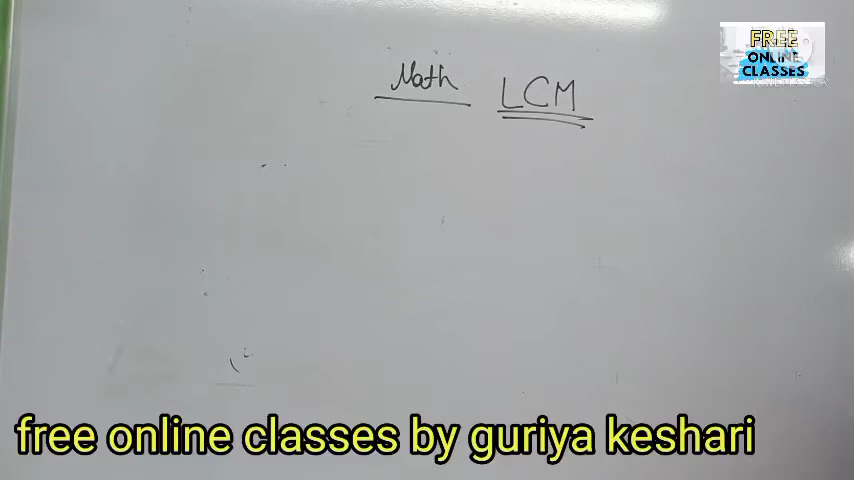 Math LCM
FREE
ONLINE
CLASSES
free online classes by guriya keshari